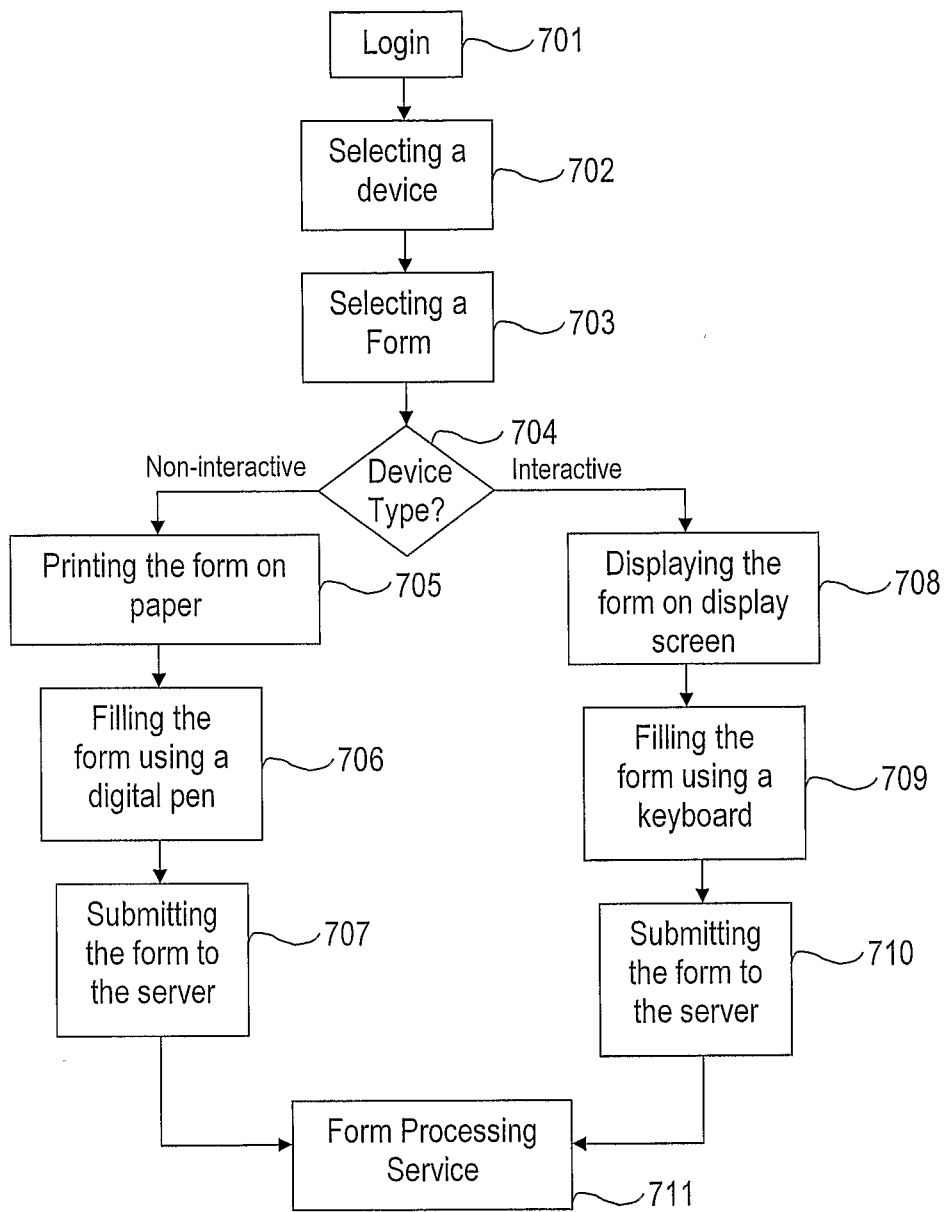 Login
701
Selecting a
device
702
Selecting a
Form
703
704
Device
Type?
Non-interactive
Interactive
Printing the form on
paper
705
Filling the
form using a
digital pen
706
Submitting
the form to
the server
707
Displaying the
form on display
screen
708
Filling the
form using a
keyboard
709
Submitting
the form to
the server
710
Form Processing
Service
711